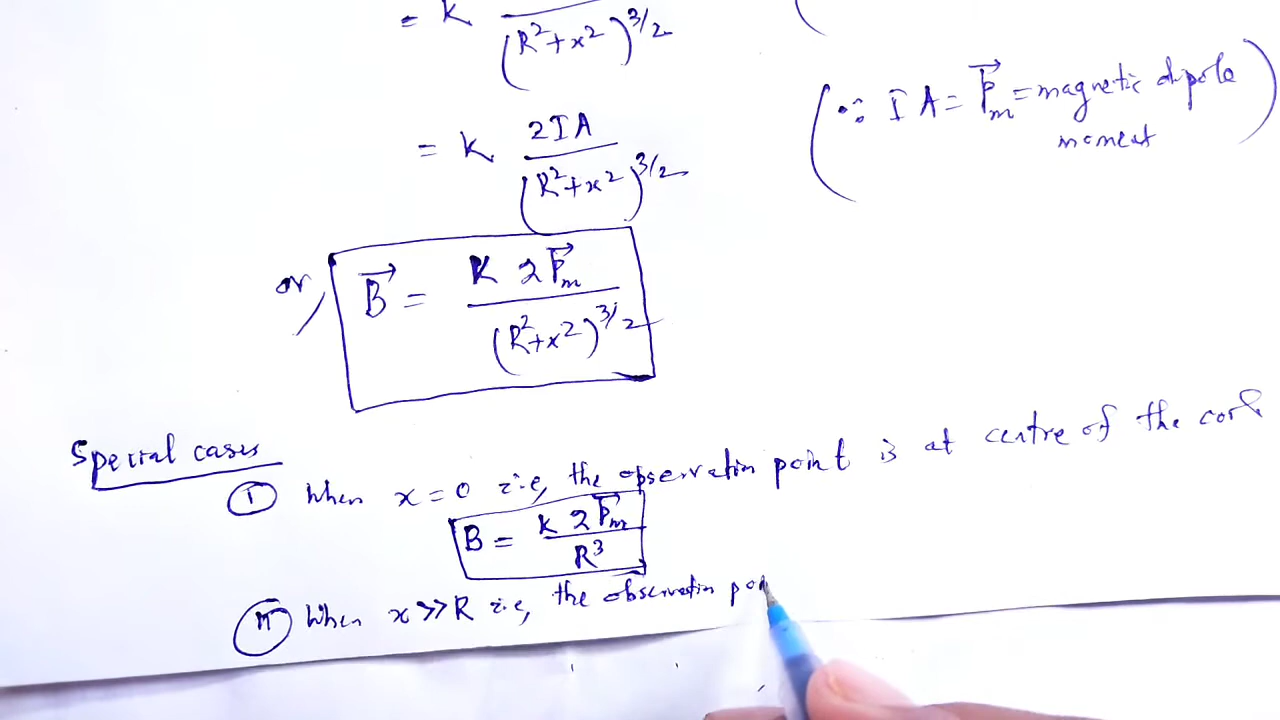 = K / (R²+x²)^3/2
= K 2IA / (R²+x²)^3/2
(∵ IA = P⃗m = magnetic dipole
moment)
or, B⃗ = K 2P⃗m / (R²+x²)^3/2
Special cases
(I) When x = 0 i.e, the observation point is at centre of the coil
B = K 2P⃗m / R³
(II) When x >> R i.e, the observation poin